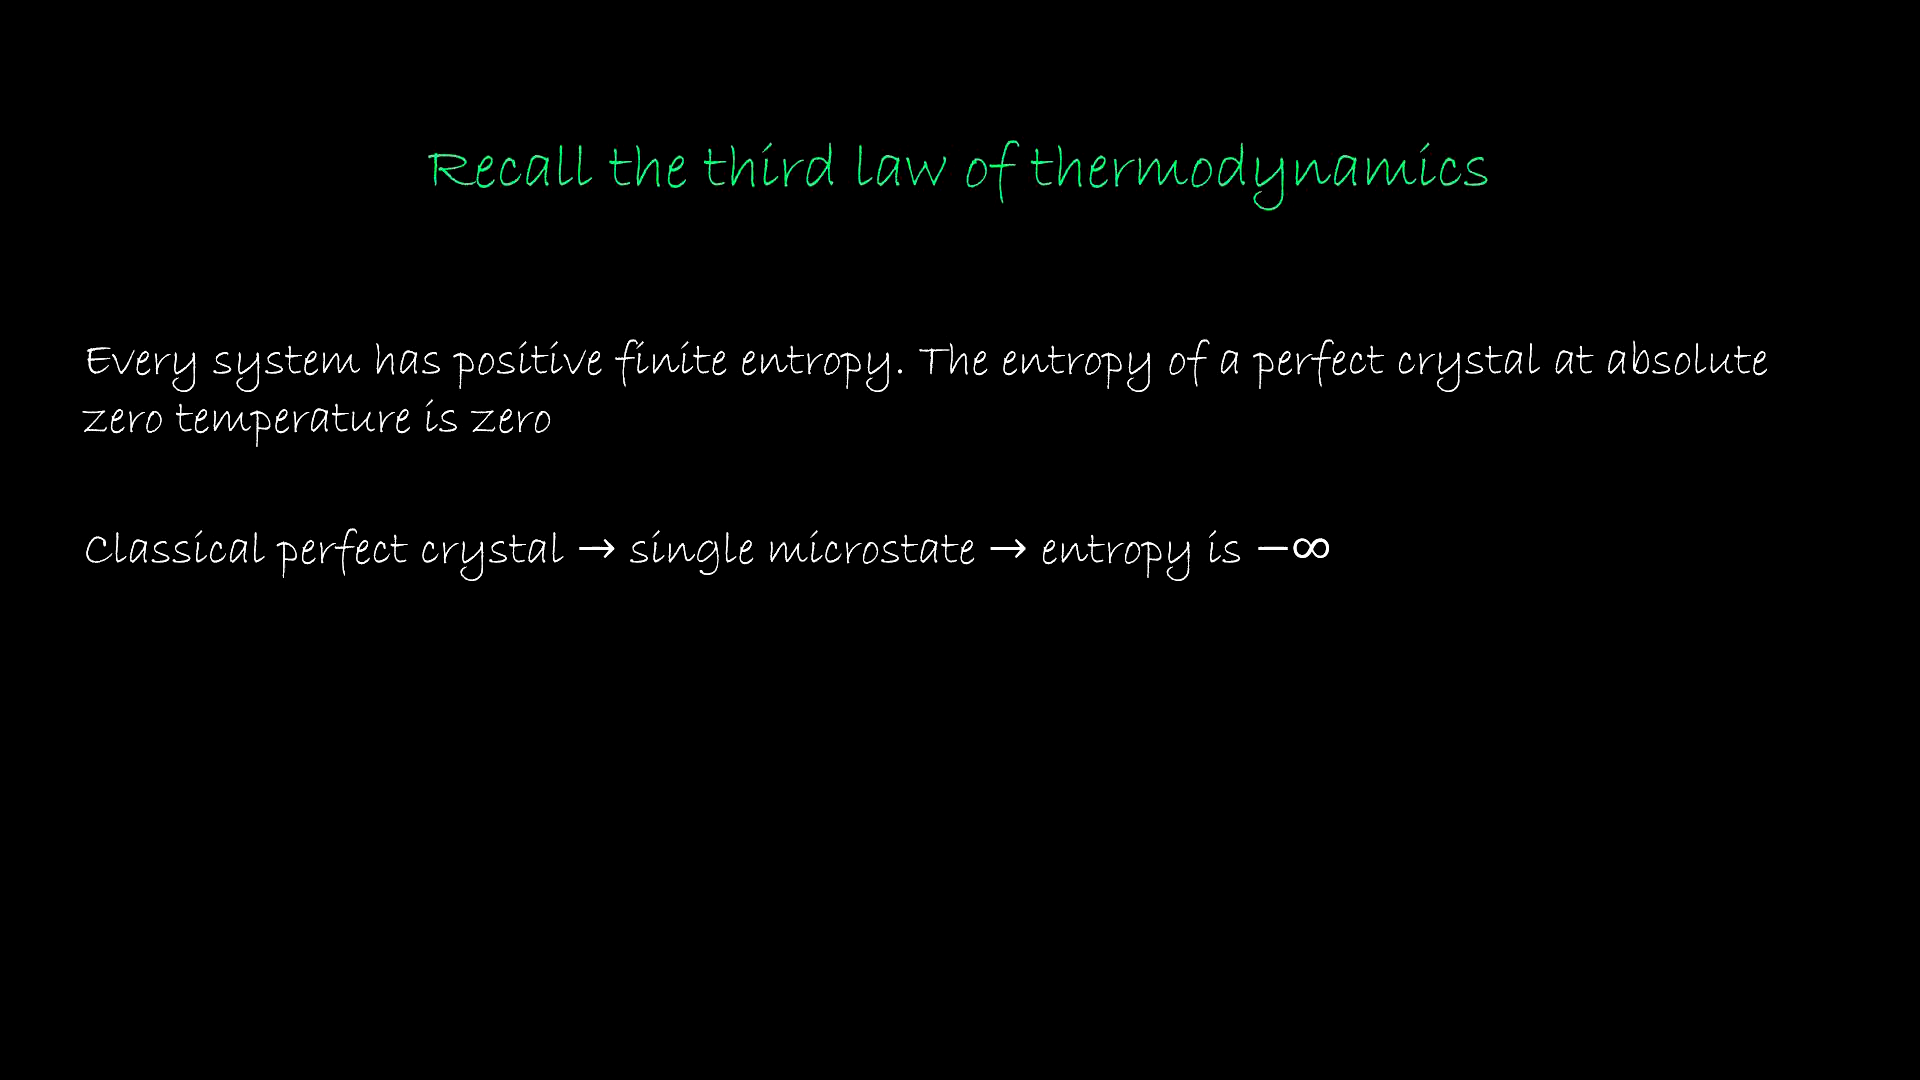 Recall the third law of thermodynamics
Every system has positive finite entropy. The entropy of a perfect crystal at absolute
zero temperature is zero
Classical perfect crystal → single microstate → entropy is −∞